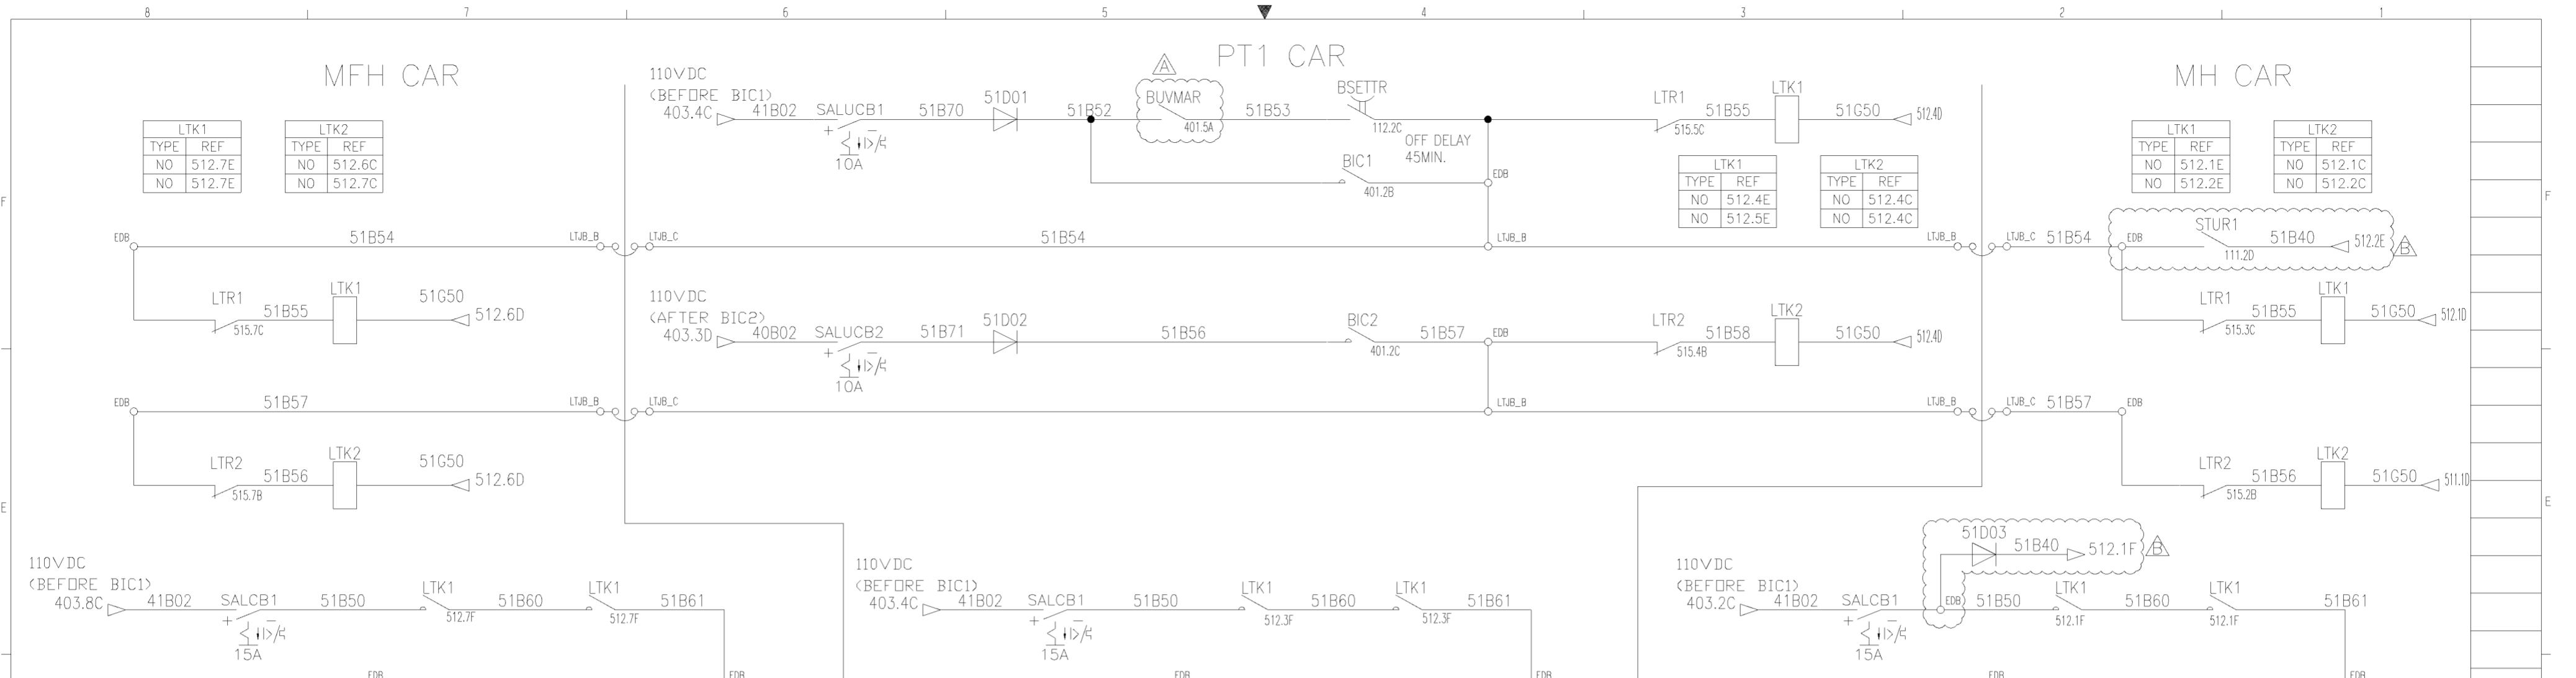 8 7 6 5 4 3 2 1
MFH CAR
PT1 CAR
MH CAR
LTK1
TYPE REF
NO 512.7E
NO 512.7E
LTK2
TYPE REF
NO 512.6C
NO 512.7C
110VDC
(BEFORE BIC1)
403.4C 41B02 SALUCB1 51B70 51D01 51B52 BUVMAR 51B53 BSETTR LTR1 51B55 LTK1 51G50 512.4D
A
401.5A
112.2C
515.5C
+ -
I>
10A
OFF DELAY
45MIN.
BIC1
401.2B
EDB
LTK1
TYPE REF
NO 512.4E
NO 512.5E
LTK2
TYPE REF
NO 512.4C
NO 512.4C
LTK1
TYPE REF
NO 512.1E
NO 512.2E
LTK2
TYPE REF
NO 512.1C
NO 512.2C
F
F
EDB 51B54 LTJB_B LTJB_C 51B54 LTJB_B LTJB_B LTJB_C 51B54 EDB STUR1 51B40 512.2E
111.2D
B
LTR1 51B55 LTK1 51G50 512.6D
515.7C
110VDC
(AFTER BIC2)
403.3D 40B02 SALUCB2 51B71 51D02 51B56 BIC2 51B57 EDB LTR2 51B58 LTK2 51G50 512.4D
401.2C
515.4B
+ -
I>
10A
LTR1 51B55 LTK1 51G50 512.1D
515.3C
EDB 51B57 LTJB_B LTJB_C LTJB_B LTJB_B LTJB_C 51B57 EDB
LTR2 51B56 LTK2 51G50 512.6D
515.7B
LTR2 51B56 LTK2 51G50 511.1D
515.2B
E
E
110VDC
(BEFORE BIC1)
403.8C 41B02 SALCB1 51B50 LTK1 51B60 LTK1 51B61
512.7F
512.7F
+ -
I>
15A
EDB
EDB
110VDC
(BEFORE BIC1)
403.4C 41B02 SALCB1 51B50 LTK1 51B60 LTK1 51B61
512.3F
512.3F
+ -
I>
15A
EDB
EDB
51D03 51B40 512.1F
B
110VDC
(BEFORE BIC1)
403.2C 41B02 SALCB1 EDB 51B50 LTK1 51B60 LTK1 51B61
512.1F
512.1F
+ -
I>
15A
EDB
EDB